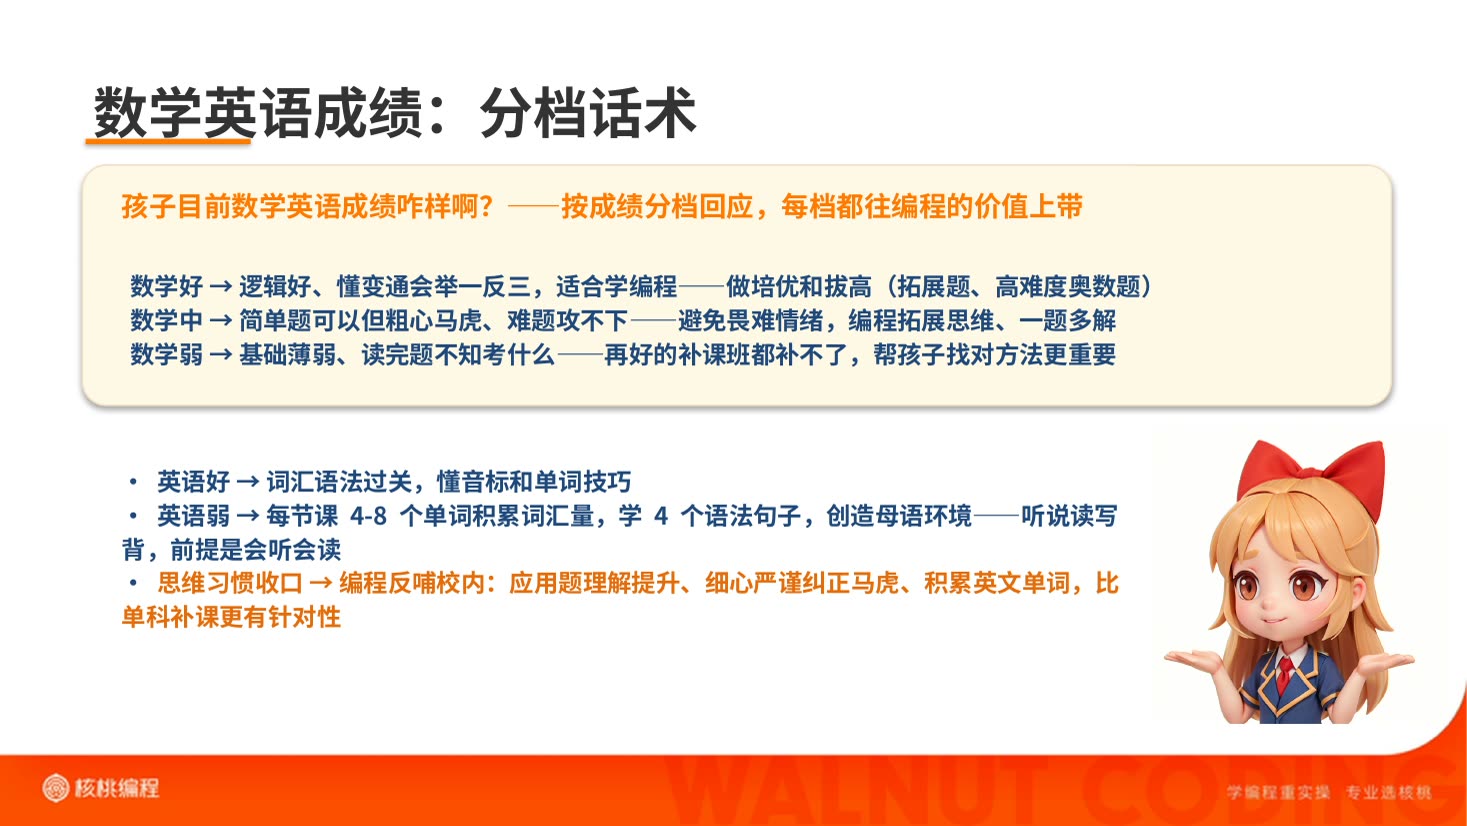 数学英语成绩：分档话术
孩子目前数学英语成绩咋样啊？——按成绩分档回应，每档都往编程的价值上带
数学好 → 逻辑好、懂变通会举一反三，适合学编程——做培优和拔高（拓展题、高难度奥数题）
数学中 → 简单题可以但粗心马虎、难题攻不下——避免畏难情绪，编程拓展思维、一题多解
数学弱 → 基础薄弱、读完题不知考什么——再好的补课班都补不了，帮孩子找对方法更重要
• 英语好 → 词汇语法过关，懂音标和单词技巧
• 英语弱 → 每节课 4-8 个单词积累词汇量，学 4 个语法句子，创造母语环境——听说读写
背，前提是会听会读
• 思维习惯收口 → 编程反哺校内：应用题理解提升、细心严谨纠正马虎、积累英文单词，比
单科补课更有针对性
核桃编程
WALNUT CODING
学编程重实操 专业选核桃